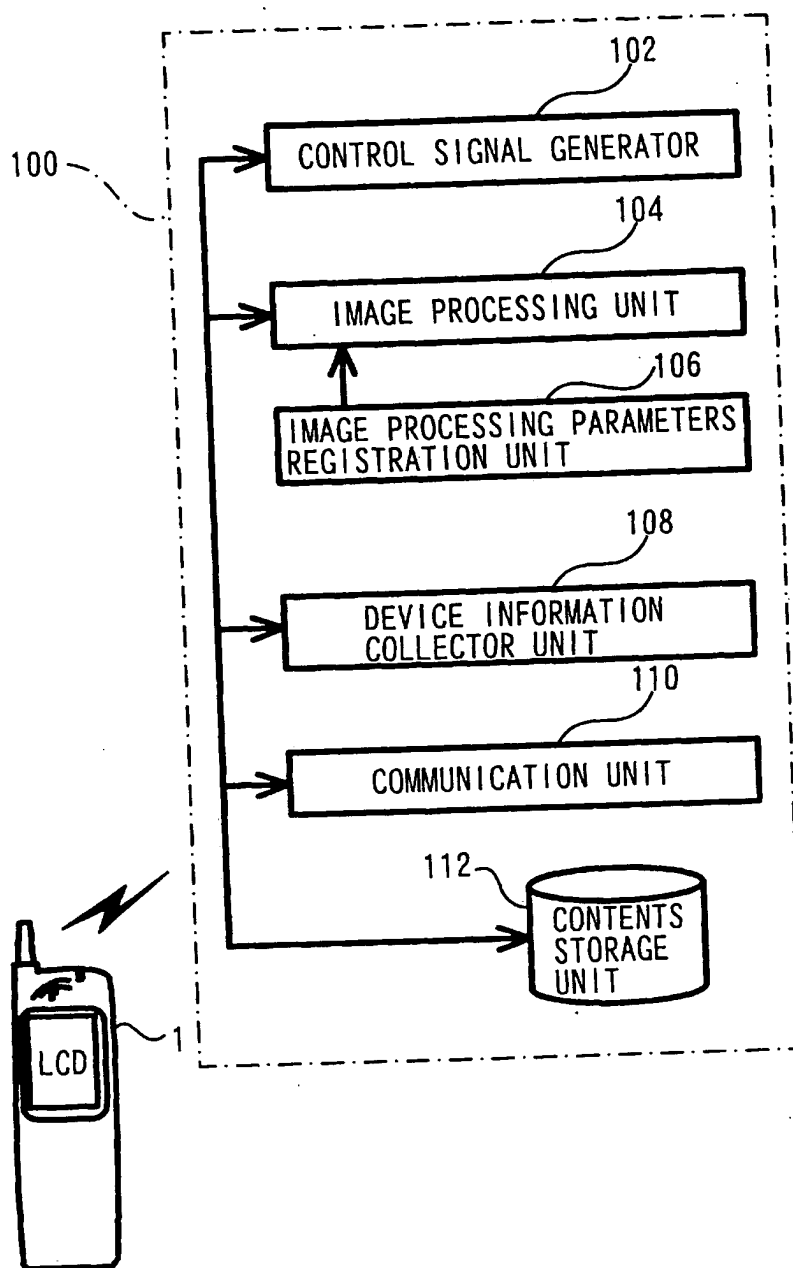 102
CONTROL SIGNAL GENERATOR
100
104
IMAGE PROCESSING UNIT
106
IMAGE PROCESSING PARAMETERS
REGISTRATION UNIT
108
DEVICE INFORMATION
COLLECTOR UNIT
110
COMMUNICATION UNIT
112
CONTENTS
STORAGE
UNIT
1
LCD